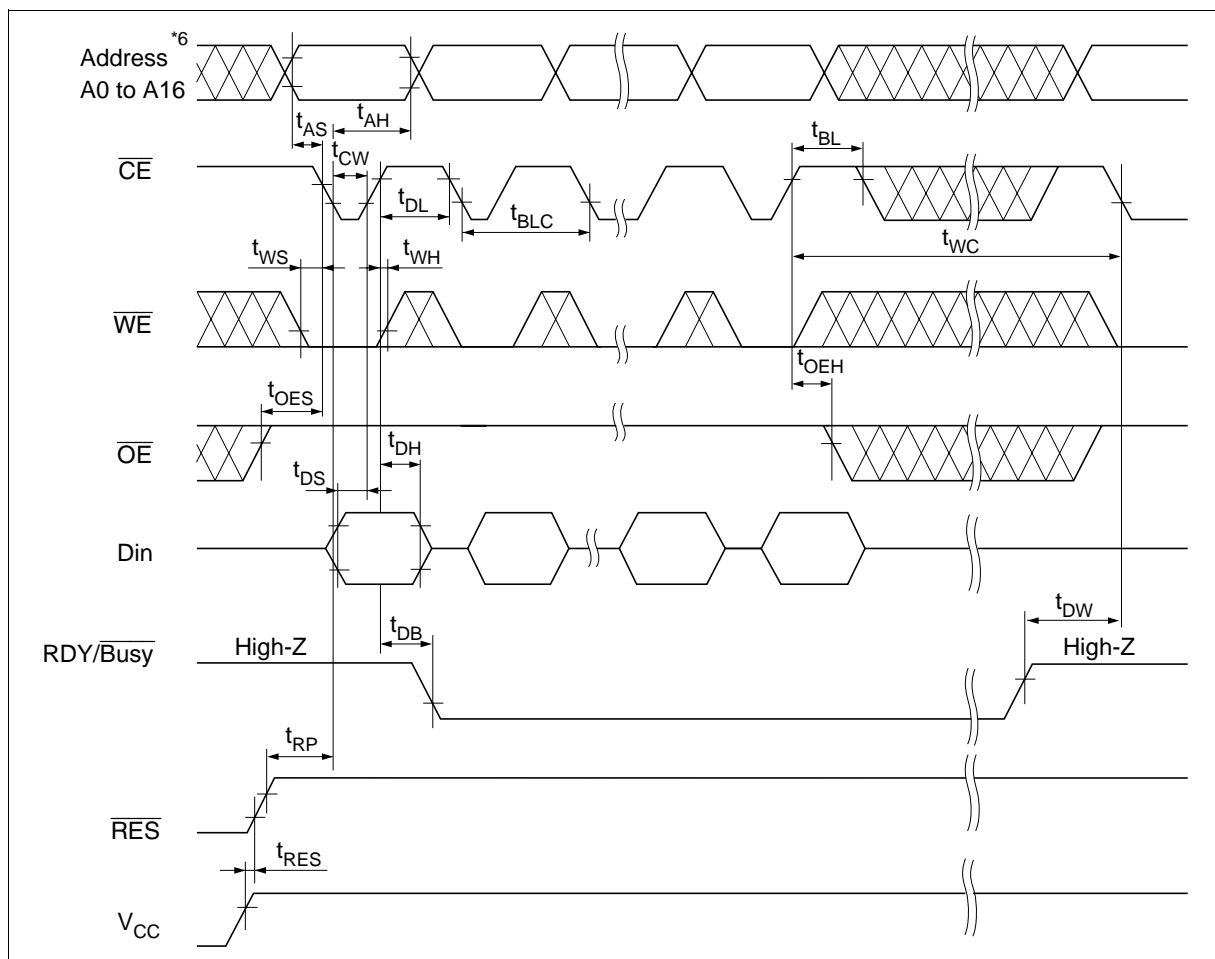 Address *6
A0 to A16
tAS
tAH
tBL
CE
tCW
tDL
tBLC
tWC
tWS
tWH
WE
tOEH
tOES
OE
tDH
tDS
Din
tDB
tDW
RDY/Busy
High-Z
High-Z
tRP
RES
tRES
VCC